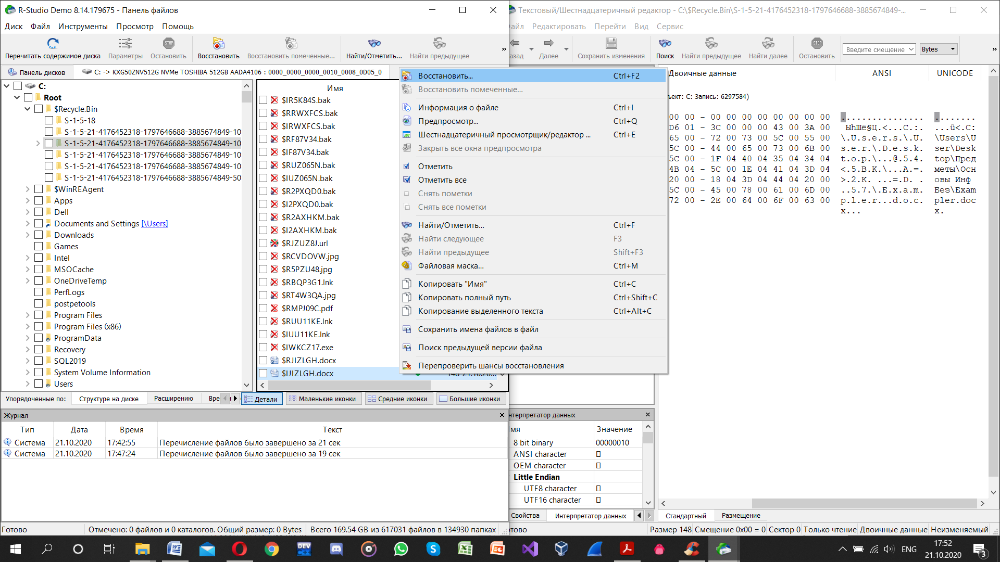 R-Studio Demo 8.14.179675 - Панель файлов
Диск Файл Инструменты Просмотр Помощь
Перечитать содержимое диска Параметры Остановить Восстановить Восстановить помеченные... Найти/Отметить... Найти предыдущее »
Панель дисков C: -> KXG50ZNV512G NVMe TOSHIBA 512GB AADA4106 : 0000_0000_0000_0010_0008_0D05_0
C:
Root
$Recycle.Bin
S-1-5-18
S-1-5-21-4176452318-1797646688-3885674849-10
S-1-5-21-4176452318-1797646688-3885674849-10
S-1-5-21-4176452318-1797646688-3885674849-10
S-1-5-21-4176452318-1797646688-3885674849-10
S-1-5-21-4176452318-1797646688-3885674849-50
$WinREAgent
Apps
Dell
Documents and Settings [\Users]
Downloads
Games
Intel
MSOCache
OneDriveTemp
PerfLogs
postpetools
Program Files
Program Files (x86)
ProgramData
Recovery
SQL2019
System Volume Information
Users
Имя
$IR5K84S.bak
$RRWXFCS.bak
$IRWXFCS.bak
$RF87V34.bak
$IF87V34.bak
$RUZ065N.bak
$IUZ065N.bak
$R2PXQD0.bak
$I2PXQD0.bak
$R2AXHKM.bak
$I2AXHKM.bak
$RJZUZ8J.url
$RCVDOVW.jpg
$R5PZU48.jpg
$RBQP3G1.lnk
$RT4W3QA.jpg
$RMPJ09C.pdf
$RUU11KE.lnk
$IUU11KE.lnk
$IWKCZ17.exe
$RJIZLGH.docx
$IJIZLGH.docx 148 21.10.20...
Восстановить... Ctrl+F2
Восстановить помеченные...
Информация о файле Ctrl+I
Предпросмотр... Ctrl+Q
Шестнадцатеричный просмотрщик/редактор ... Ctrl+E
Закрыть все окна предпросмотра
Отметить
Отметить все
Снять пометки
Снять все пометки
Найти/Отметить... Ctrl+F
Найти следующее F3
Найти предыдущее Shift+F3
Файловая маска... Ctrl+M
Копировать "Имя" Ctrl+C
Копировать полный путь Ctrl+Shift+C
Копирование выделенного текста Ctrl+Alt+C
Сохранить имена файлов в файл
Поиск предыдущей версии файла
Перепроверить шансы восстановления
Упорядоченные по: Структуре на диске Расширению Вре Детали Маленькие иконки Средние иконки Большие иконки
Журнал
Тип Дата Время Текст
Система 21.10.2020 17:42:55 Перечисление файлов было завершено за 21 сек
Система 21.10.2020 17:47:24 Перечисление файлов было завершено за 19 сек
Готово Отмечено: 0 файлов и 0 каталогов. Общий размер: 0 Bytes Всего 169.54 GB из 617031 файлов в 134930 папках
Текстовый/Шестнадцатеричный редактор - C:\$Recycle.Bin\S-1-5-21-4176452318-1797646688-3885674849-...
айл Редактировать Перейти Вид Сервис
азад Далее Сохранить изменения Поиск Найти предыдущее Найти далее Остановить Введите смещение Bytes »
Двоичные данные ANSI UNICODE
ъект: C: Запись: 6297584)
00 00 - 00 00 00 00 00 00 00 ............... ........
D6 01 - 3C 00 00 00 43 00 3A 00 ЫhШё§Ц.<...C.:. ...ǖ<.C:
65 00 - 72 00 73 00 5C 00 55 00 \.U.s.e.r.s.\.U. \Users\U
5C 00 - 44 00 65 00 73 00 6B 00 s.e.r.\.D.e.s.k. ser\Desk
5C 00 - 1F 04 40 04 35 04 34 04 t.o.p.\...@.5.4. top\Пред
4B 04 - 5C 00 1E 04 41 04 3D 04 <.5.B.K.\...A.=. меты\Осн
20 00 - 18 04 3D 04 44 04 20 00 >.2.K. ...=.D. . овы Инф
5C 00 - 45 00 78 00 61 00 6D 00 ..5.7.\.E.x.a.m. Без\Exam
72 00 - 2E 00 64 00 6F 00 63 00 p.l.e.r...d.o.c. pler.doc
x... x.
нтерпретатор данных
мя Значение
8 bit binary 00000010
ANSI character
OEM character
Little Endian
UTF8 character
UTF16 character
Свойства Интерпретатор данных Стандартный Размещение
отово Размер 148 Смещение 0x00 = 0 Сектор 0 Только чтение Двоичные данные Неизменяемый
ENG 17:52
21.10.2020
3